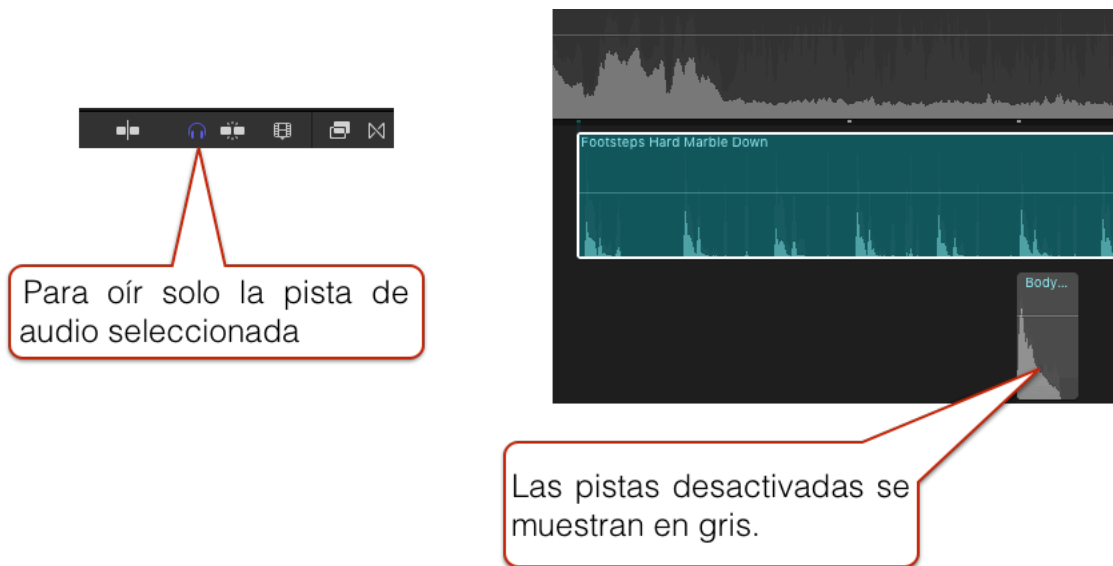 Footsteps Hard Marble Down
Body...
Para oír solo la pista de
audio seleccionada
Las pistas desactivadas se
muestran en gris.